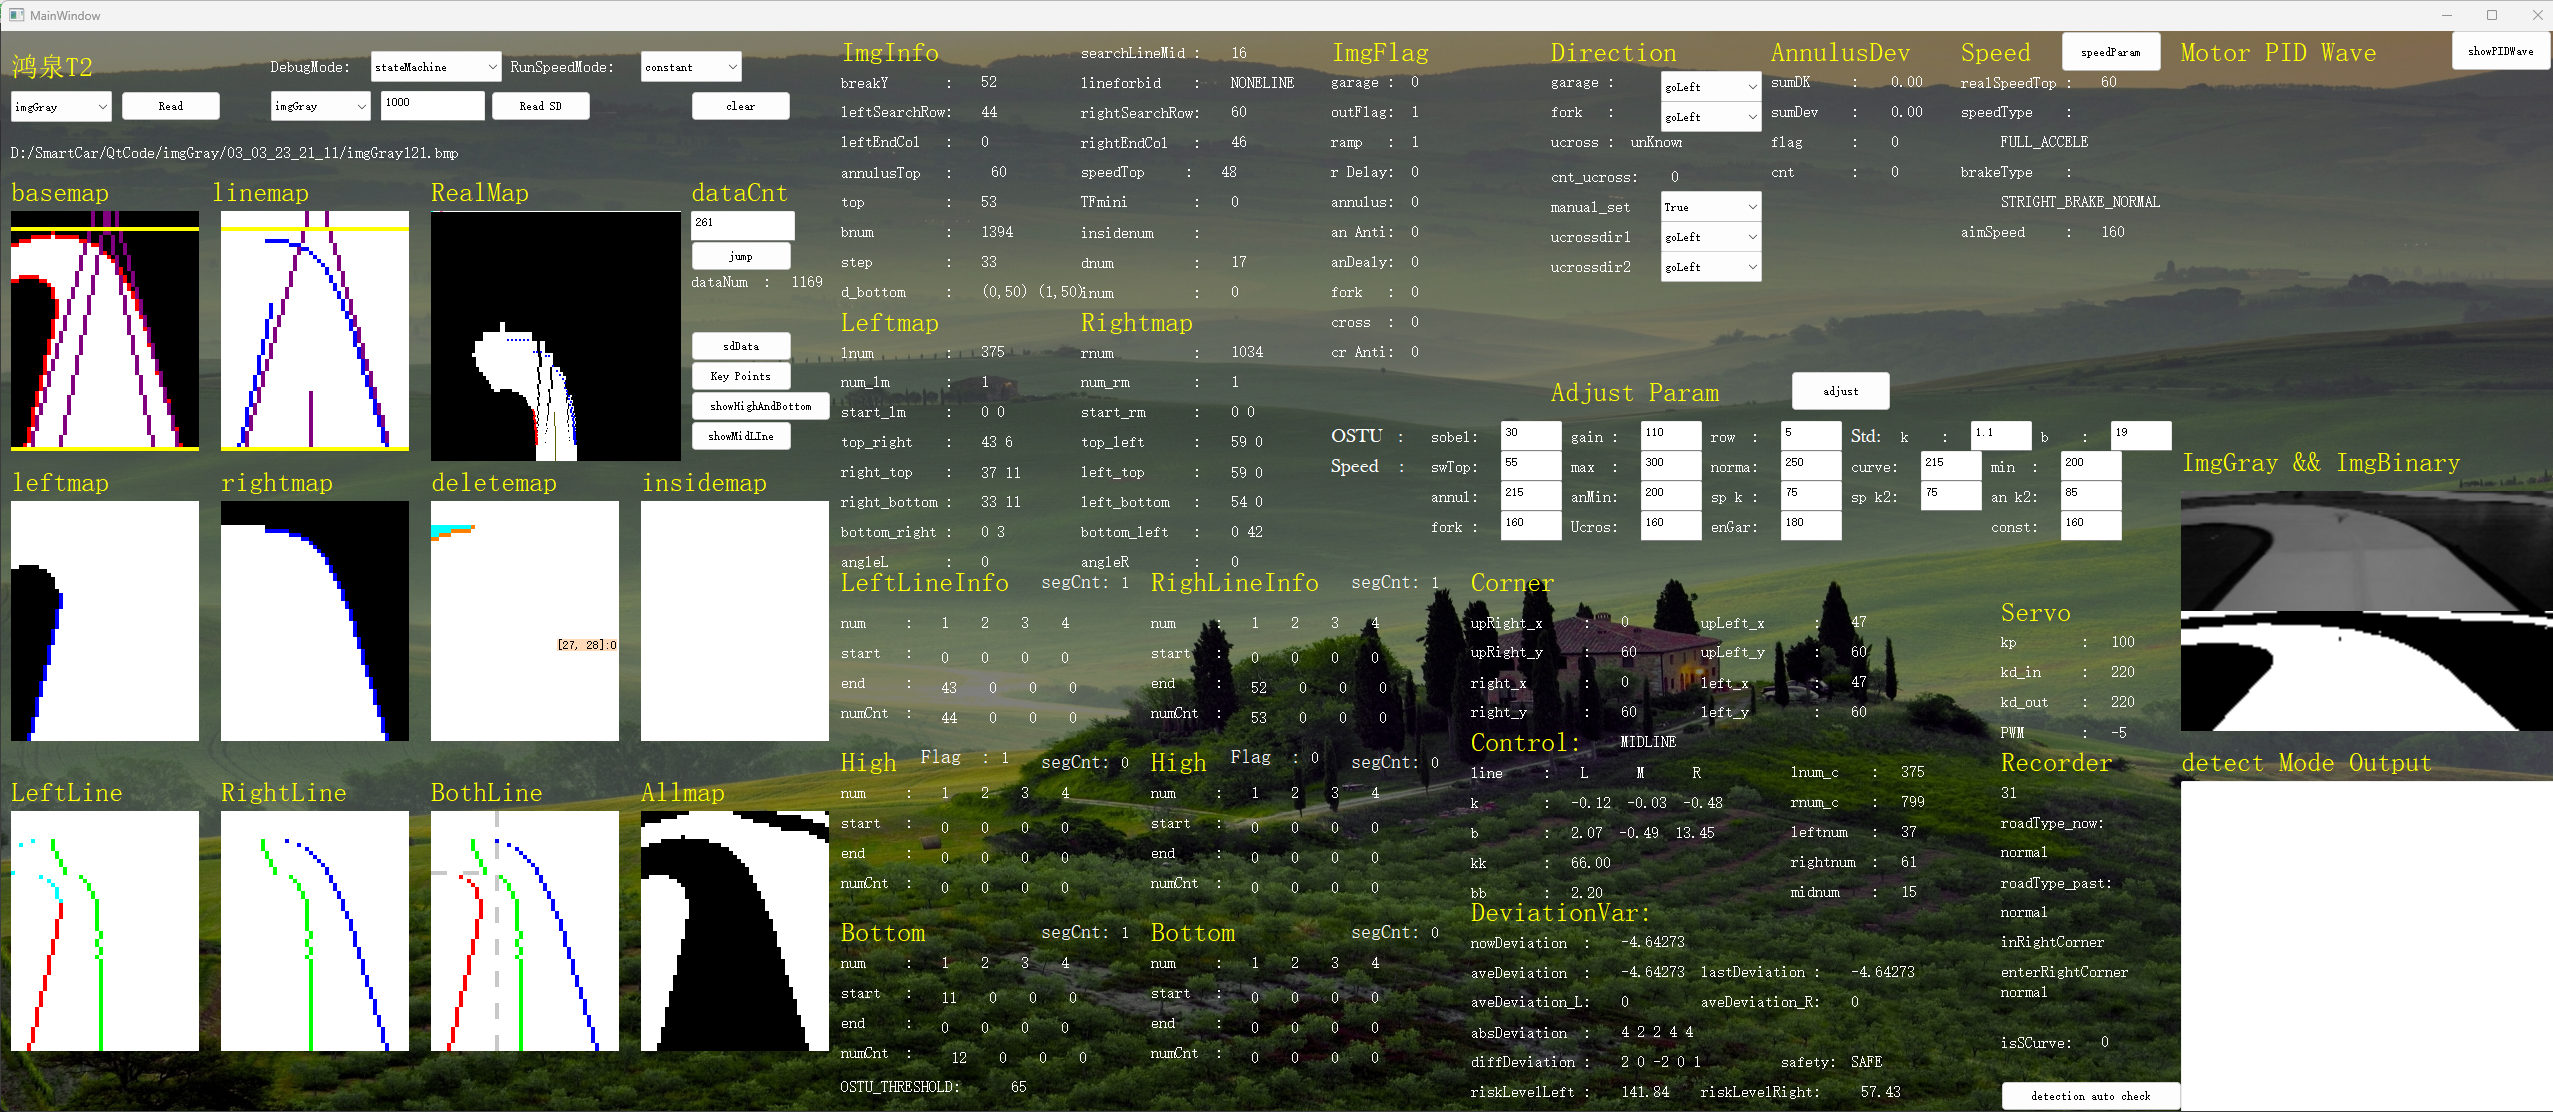 MainWindow
鸿泉T2
DebugMode: stateMachine RunSpeedMode: constant
imgGray Read imgGray 1000 Read SD clear
D:/SmartCar/QtCode/imgGray/03_03_23_21_11/imgGray121.bmp
basemap linemap RealMap dataCnt
261
jump
dataNum : 1169
sdData
Key Points
showHighAndBottom
showMidLIne
leftmap rightmap deletemap insidemap
[27, 28]:0
LeftLine RightLine BothLine Allmap
ImgInfo
breakY : 52
leftSearchRow: 44
leftEndCol : 0
annulusTop : 60
top : 53
bnum : 1394
step : 33
d_bottom : (0,50) (1,50)
searchLineMid : 16
lineforbid : NONELINE
rightSearchRow: 60
rightEndCol : 46
speedTop : 48
TFmini : 0
insidenum :
dnum : 17
inum : 0
Leftmap
lnum : 375
num_lm : 1
start_lm : 0 0
top_right : 43 6
right_top : 37 11
right_bottom : 33 11
bottom_right : 0 3
angleL : 0
Rightmap
rnum : 1034
num_rm : 1
start_rm : 0 0
top_left : 59 0
left_top : 59 0
left_bottom : 54 0
bottom_left : 0 42
angleR : 0
LeftLineInfo segCnt: 1
num : 1 2 3 4
start : 0 0 0 0
end : 43 0 0 0
numCnt : 44 0 0 0
RighLineInfo segCnt: 1
num : 1 2 3 4
start : 0 0 0 0
end : 52 0 0 0
numCnt : 53 0 0 0
High Flag : 1 segCnt: 0
num : 1 2 3 4
start : 0 0 0 0
end : 0 0 0 0
numCnt : 0 0 0 0
High Flag : 0 segCnt: 0
num : 1 2 3 4
start : 0 0 0 0
end : 0 0 0 0
numCnt : 0 0 0 0
Bottom segCnt: 1
num : 1 2 3 4
start : 11 0 0 0
end : 0 0 0 0
numCnt : 12 0 0 0
OSTU_THRESHOLD: 65
Bottom segCnt: 0
num : 1 2 3 4
start : 0 0 0 0
end : 0 0 0 0
numCnt : 0 0 0 0
ImgFlag
garage : 0
outFlag: 1
ramp : 1
r Delay: 0
annulus: 0
an Anti: 0
anDealy: 0
fork : 0
cross : 0
cr Anti: 0
Direction
garage : goLeft
fork : goLeft
ucross : unKnown
cnt_ucross: 0
manual_set True
ucrossdir1 goLeft
ucrossdir2 goLeft
AnnulusDev
sumDK : 0.00
sumDev : 0.00
flag : 0
cnt : 0
Speed speedParam
realSpeedTop : 60
speedType :
FULL_ACCELE
brakeType :
STRIGHT_BRAKE_NORMAL
aimSpeed : 160
Motor PID Wave showPIDWave
Adjust Param adjust
OSTU : sobel: 30 gain : 110 row : 5 Std: k : 1.1 b : 19
Speed : swTop: 55 max : 300 norma: 250 curve: 215 min : 200
annul: 215 anMin: 200 sp k : 75 sp k2: 75 an k2: 85
fork : 160 Ucros: 160 enGar: 180 const: 160
Corner
upRight_x : 0 upLeft_x : 47
upRight_y : 60 upLeft_y : 60
right_x : 0 left_x : 47
right_y : 60 left_y : 60
Control: MIDLINE
line : L M R lnum_c : 375
k : -0.12 -0.03 -0.48 rnum_c : 799
b : 2.07 -0.49 13.45 leftnum : 37
kk : 66.00 rightnum : 61
bb : 2.20 midnum : 15
DeviationVar:
nowDeviation : -4.64273
aveDeviation : -4.64273 lastDeviation : -4.64273
aveDeviation_L: 0 aveDeviation_R: 0
absDeviation : 4 2 2 4 4
diffDeviation : 2 0 -2 0 1 safety: SAFE
riskLevelLeft : 141.84 riskLevelRight: 57.43
Servo
kp : 100
kd_in : 220
kd_out : 220
PWM : -5
Recorder
31
roadType_now:
normal
roadType_past:
normal
inRightCorner
enterRightCorner
normal
isSCurve: 0
detection auto check
ImgGray && ImgBinary
detect Mode Output